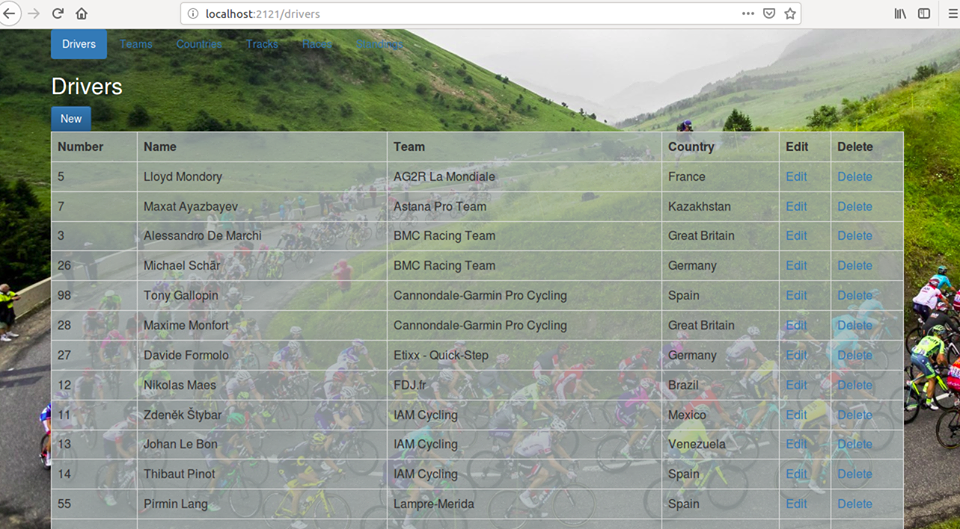 localhost:2121/drivers
Drivers Teams Countries Tracks Races
Drivers
New
Number Name Team Country Edit Delete
5 Lloyd Mondory AG2R La Mondiale France Edit Delete
7 Maxat Ayazbayev Astana Pro Team Kazakhstan Edit Delete
3 Alessandro De Marchi BMC Racing Team Great Britain Edit Delete
26 Michael Schär BMC Racing Team Germany Edit Delete
98 Tony Gallopin Cannondale-Garmin Pro Cycling Spain Edit Delete
28 Maxime Monfort Cannondale-Garmin Pro Cycling Great Britain Edit Delete
27 Davide Formolo Etixx - Quick-Step Germany Edit Delete
12 Nikolas Maes FDJ.fr Brazil Edit Delete
11 Zdeněk Štybar IAM Cycling Mexico Edit Delete
13 Johan Le Bon IAM Cycling Venezuela Edit Delete
14 Thibaut Pinot IAM Cycling Spain Edit Delete
55 Pirmin Lang Lampre-Merida Spain Edit Delete